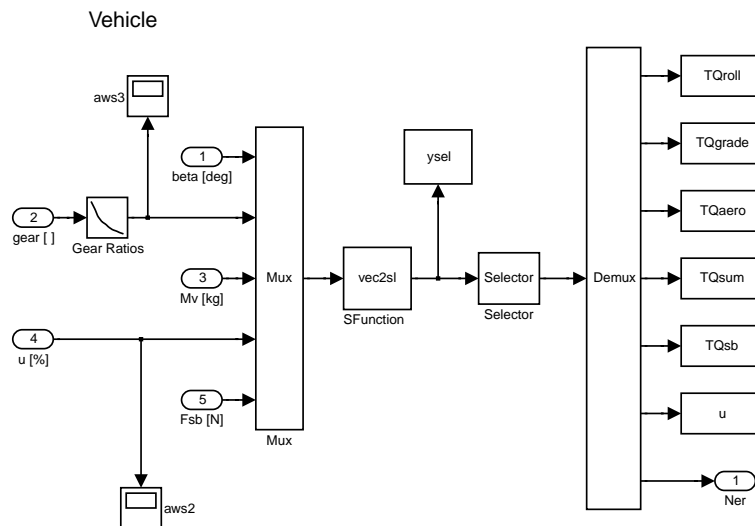 Vehicle
aws3
1
beta [deg]
2
gear [ ]
Gear Ratios
3
Mv [kg]
4
u [%]
5
Fsb [N]
aws2
Mux
Mux
vec2sl
SFunction
ysel
Selector
Selector
Demux
TQroll
TQgrade
TQaero
TQsum
TQsb
u
1
Ner